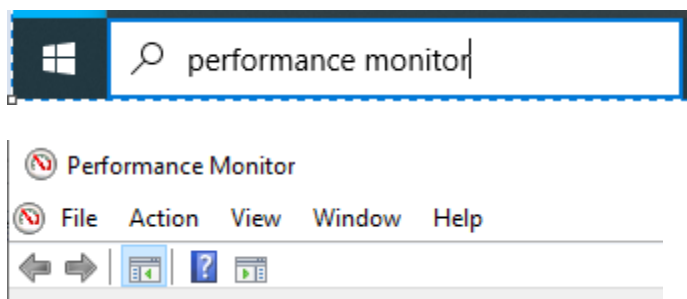 performance monitor
Performance Monitor
File Action View Window Help
?